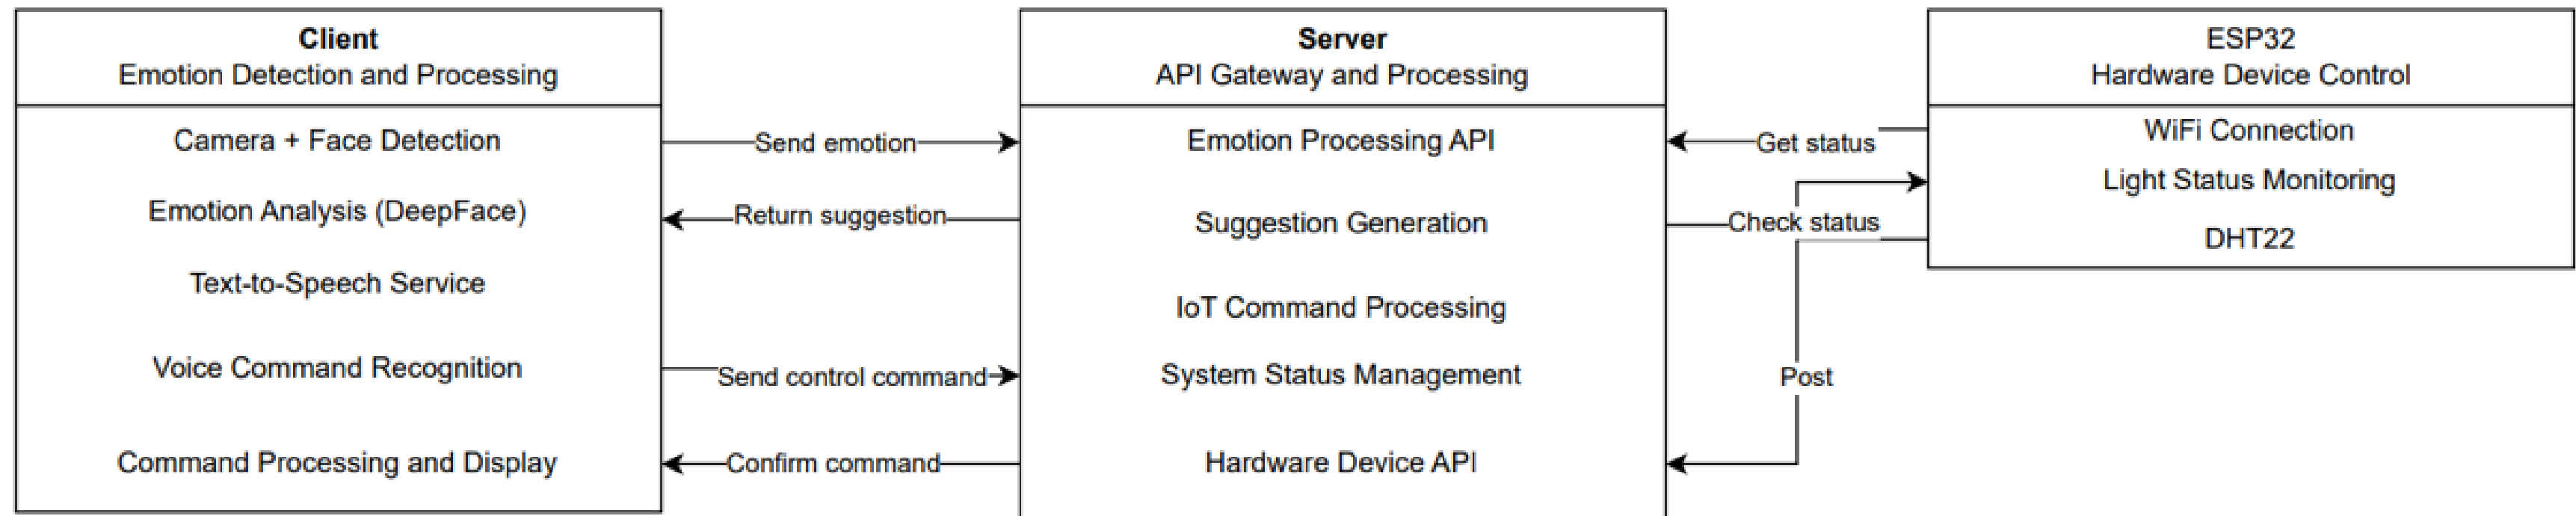 Client
Emotion Detection and Processing
Camera + Face Detection
Emotion Analysis (DeepFace)
Text-to-Speech Service
Voice Command Recognition
Command Processing and Display
Send emotion
Return suggestion
Send control command
Confirm command
Server
API Gateway and Processing
Emotion Processing API
Suggestion Generation
IoT Command Processing
System Status Management
Hardware Device API
Get status
Check status
Post
ESP32
Hardware Device Control
WiFi Connection
Light Status Monitoring
DHT22